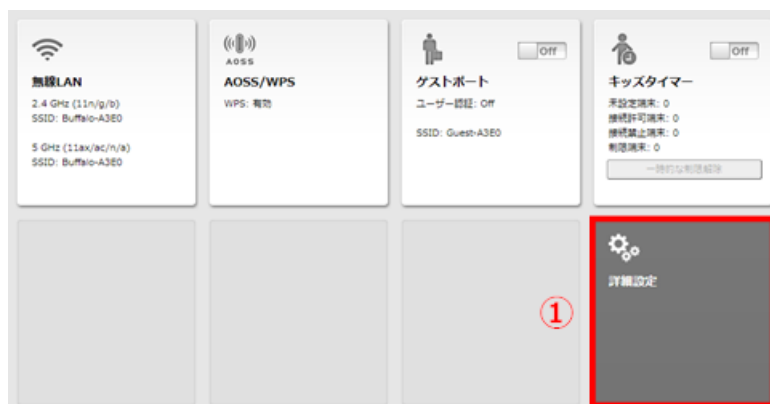 無線LAN
2.4 GHz (11n/g/b)
SSID: Buffalo-A3E0
5 GHz (11ax/ac/n/a)
SSID: Buffalo-A3E0
AOSS
AOSS/WPS
WPS: 有効
Off
ゲストポート
ユーザー認証: Off
SSID: Guest-A3E0
Off
キッズタイマー
未設定端末: 0
接続許可端末: 0
接続禁止端末: 0
制限端末: 0
一時的な制限解除
①
詳細設定